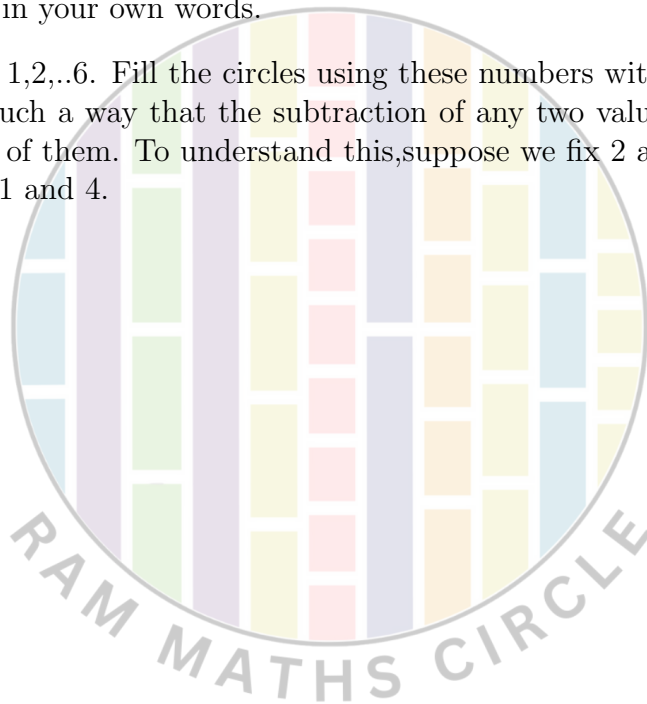 in your own words.
1,2,..6. Fill the circles using these numbers wit
uch a way that the subtraction of any two valu
of them. To understand this,suppose we fix 2 a
1 and 4.
RAM MATHS CIRCLE